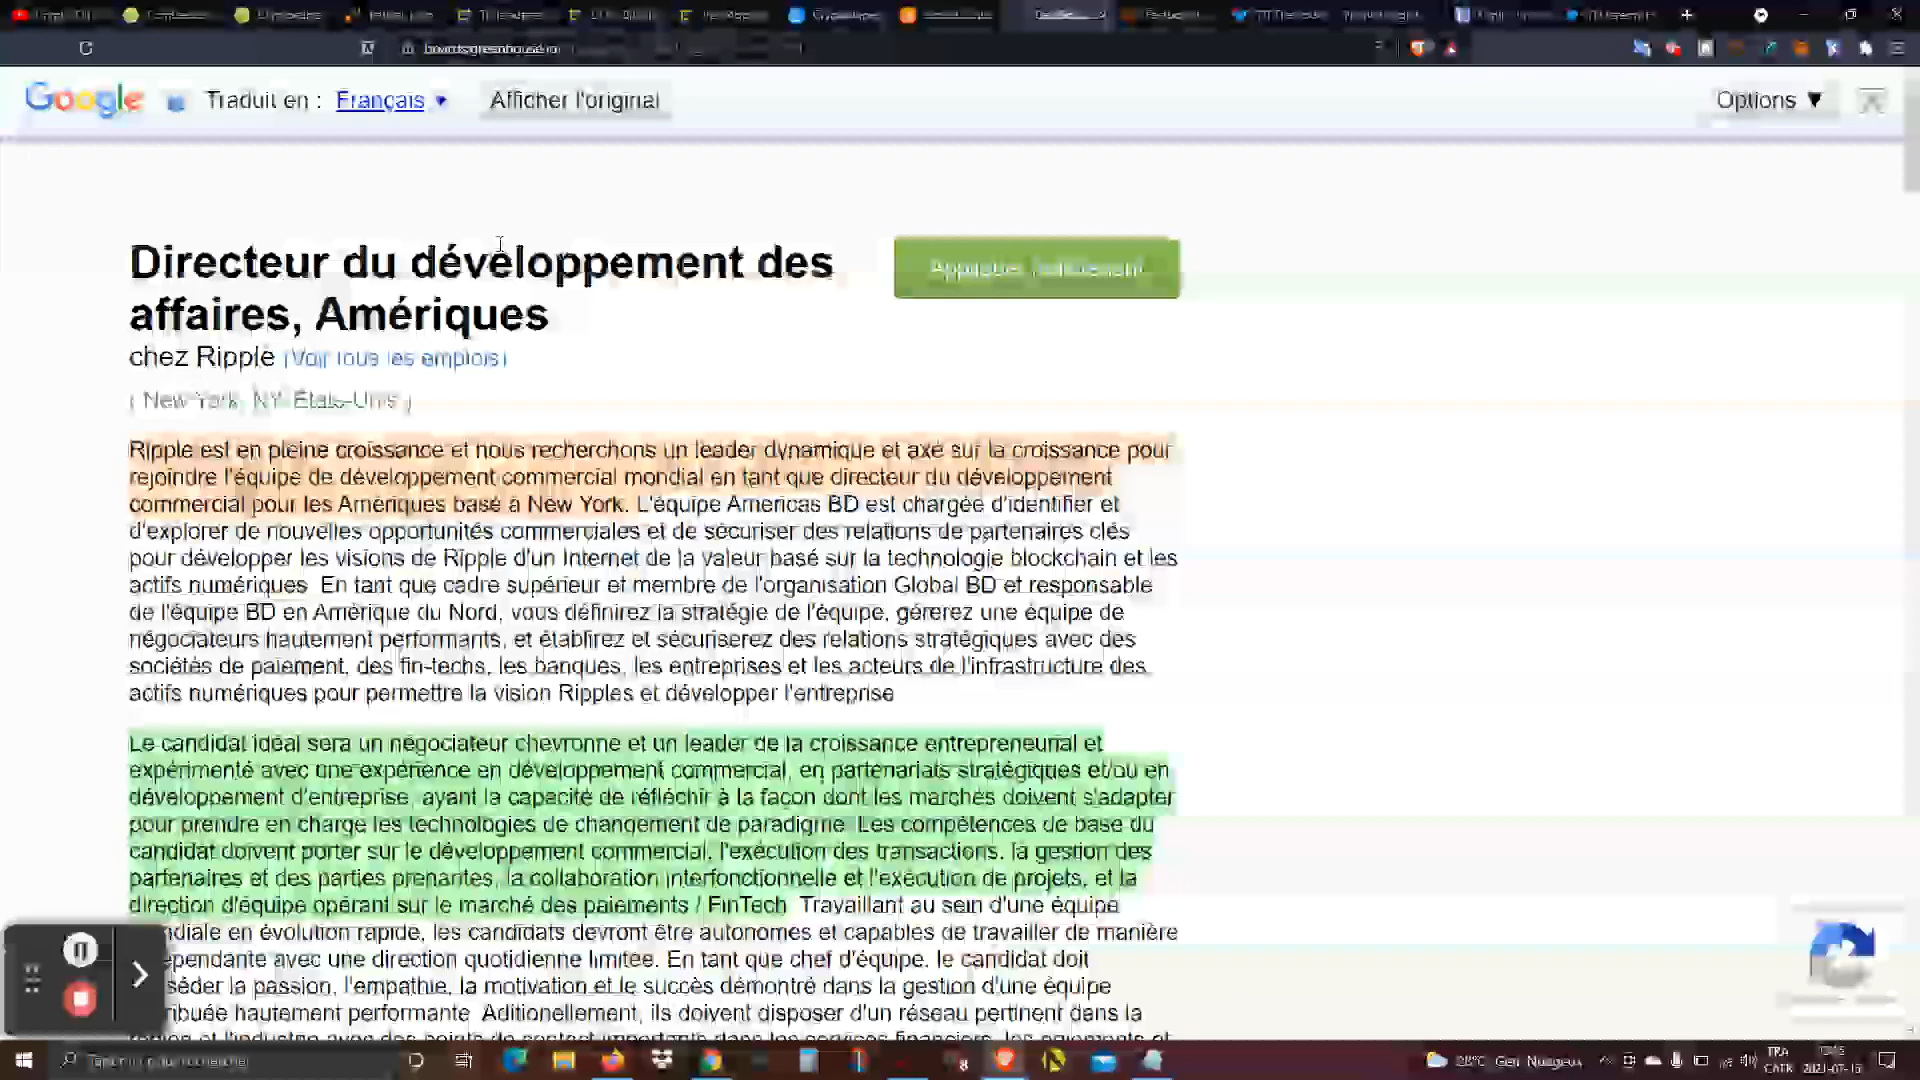 boards.greenhouse.io
Google Traduit en : Français ▼ Afficher l'original Options ▼
Directeur du développement des
affaires, Amériques
chez Ripple (Voir tous les emplois)
( New York, NY, États-Unis )
Ripple est en pleine croissance et nous recherchons un leader dynamique et axé sur la croissance pour
rejoindre l'équipe de développement commercial mondial en tant que directeur du développement
commercial pour les Amériques basé à New York. L'équipe Americas BD est chargée d'identifier et
d'explorer de nouvelles opportunités commerciales et de sécuriser des relations de partenaires clés
pour développer les visions de Ripple d'un Internet de la valeur basé sur la technologie blockchain et les
actifs numériques. En tant que cadre supérieur et membre de l'organisation Global BD et responsable
de l'équipe BD en Amérique du Nord, vous définirez la stratégie de l'équipe, gérerez une équipe de
négociateurs hautement performants, et établirez et sécuriserez des relations stratégiques avec des
sociétés de paiement, des fin-techs, les banques, les entreprises et les acteurs de l'infrastructure des
actifs numériques pour permettre la vision Ripples et développer l'entreprise
Le candidat idéal sera un négociateur chevronné et un leader de la croissance entrepreneurial et
expérimenté avec une expérience en développement commercial, en partenariats stratégiques et/ou en
développement d'entreprise, ayant la capacité de réfléchir à la façon dont les marchés doivent s'adapter
pour prendre en charge les technologies de changement de paradigme. Les compétences de base du
candidat doivent porter sur le développement commercial, l'exécution des transactions, la gestion des
partenaires et des parties prenantes, la collaboration interfonctionnelle et l'exécution de projets, et la
direction d'équipe opérant sur le marché des paiements / FinTech. Travaillant au sein d'une équipe
ndiale en évolution rapide, les candidats devront être autonomes et capables de travailler de manière
ependante avec une direction quotidienne limitée. En tant que chef d'équipe, le candidat doit
séder la passion, l'empathie, la motivation et le succès démontré dans la gestion d'une équipe
ribuée hautement performante. Aditionellement, ils doivent disposer d'un réseau pertinent dans la